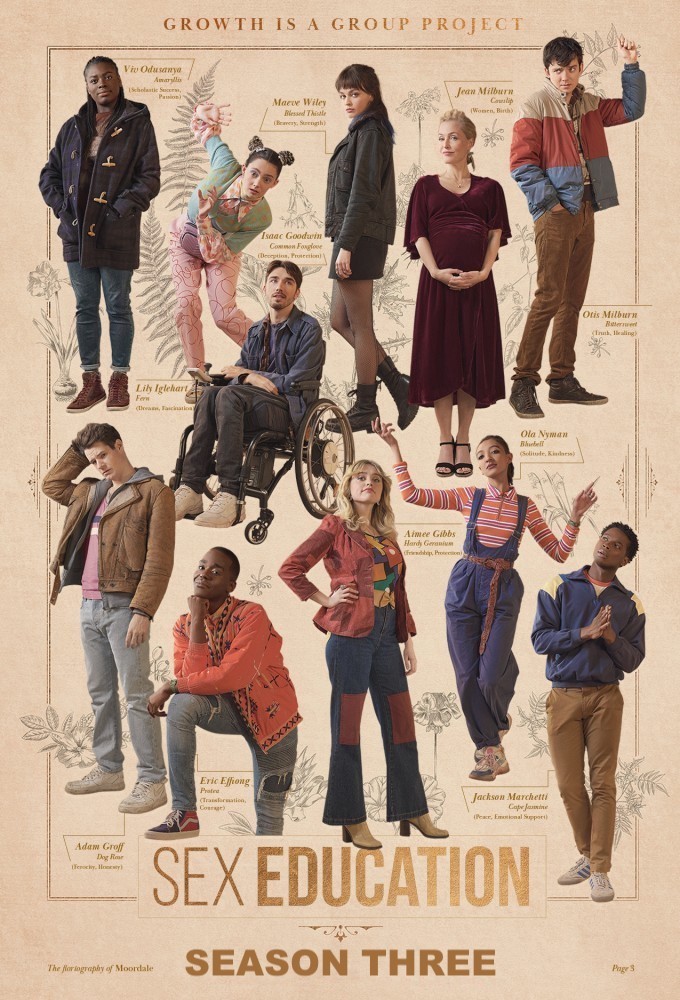 GROWTH IS A GROUP PROJECT
Viv Odusanya
Amaryllis
(Scholastic Success,
Passion)
Maeve Wiley
Blessed Thistle
(Bravery, Strength)
Jean Milburn
Cowslip
(Women, Birth)
Isaac Goodwin
Common Foxglove
(Deception, Protection)
Otis Milburn
Bittersweet
(Truth, Healing)
Lily Iglehart
Fern
(Dreams, Fascination)
Ola Nyman
Bluebell
(Solitude, Kindness)
Aimee Gibbs
Hardy Geranium
(Friendship, Protection)
Eric Effiong
Protea
(Transformation,
Courage)
Jackson Marchetti
Cape Jasmine
(Peace, Emotional Support)
Adam Groff
Dog Rose
(Ferocity, Honesty)
SEX EDUCATION
SEASON THREE
The floriography of Moordale
Page 3